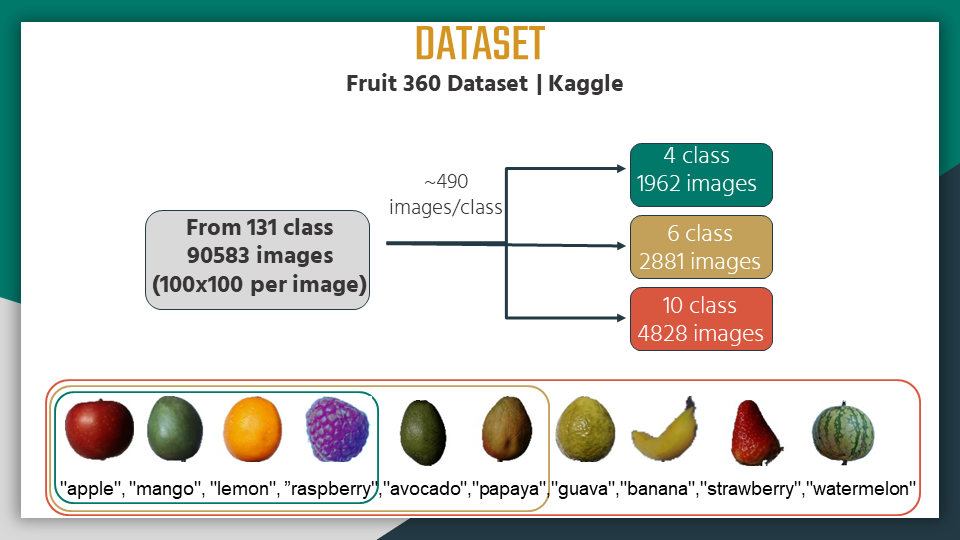 DATASET
Fruit 360 Dataset | Kaggle
~490
images/class
From 131 class
90583 images
(100x100 per image)
4 class
1962 images
6 class
2881 images
10 class
4828 images
"apple", "mango", "lemon", ”raspberry","avocado","papaya","guava","banana","strawberry","watermelon"